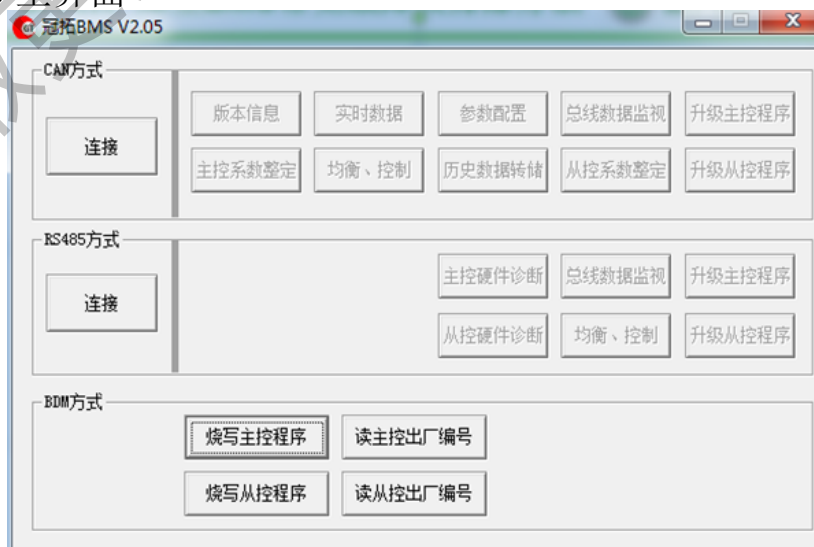 主界面：
冠拓BMS V2.05
CAN方式
连接
版本信息 实时数据 参数配置 总线数据监视 升级主控程序
主控系数整定 均衡、控制 历史数据转储 从控系数整定 升级从控程序
RS485方式
连接
主控硬件诊断 总线数据监视 升级主控程序
从控硬件诊断 均衡、控制 升级从控程序
BDM方式
烧写主控程序 读主控出厂编号
烧写从控程序 读从控出厂编号